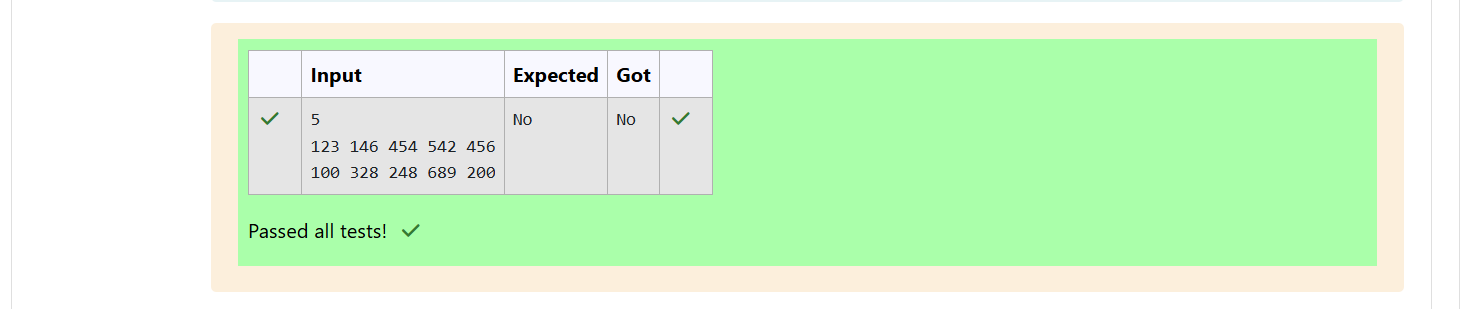 Input Expected Got
5 No No
123 146 454 542 456
100 328 248 689 200
Passed all tests!